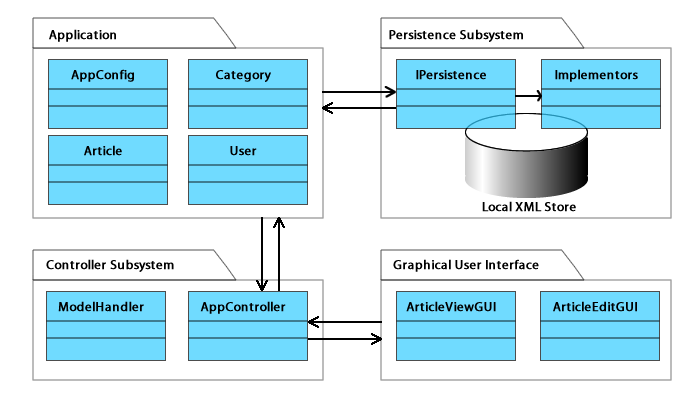 Application
AppConfig
Category
Article
User
Persistence Subsystem
IPersistence
Implementors
Local XML Store
Controller Subsystem
ModelHandler
AppController
Graphical User Interface
ArticleViewGUI
ArticleEditGUI